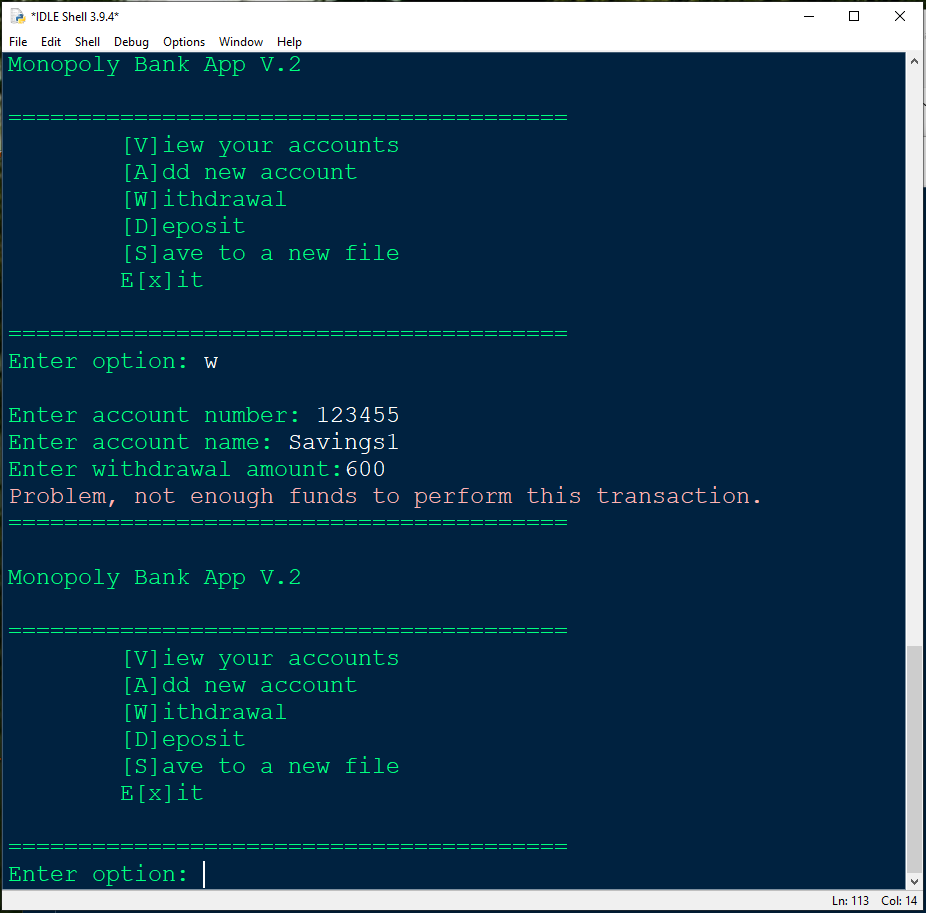 *IDLE Shell 3.9.4*
File Edit Shell Debug Options Window Help
Monopoly Bank App V.2
========================================
[V]iew your accounts
[A]dd new account
[W]ithdrawal
[D]eposit
[S]ave to a new file
E[x]it
========================================
Enter option: w
Enter account number: 123455
Enter account name: Savings1
Enter withdrawal amount:600
Problem, not enough funds to perform this transaction.
========================================
Monopoly Bank App V.2
========================================
[V]iew your accounts
[A]dd new account
[W]ithdrawal
[D]eposit
[S]ave to a new file
E[x]it
========================================
Enter option:
Ln: 113 Col: 14